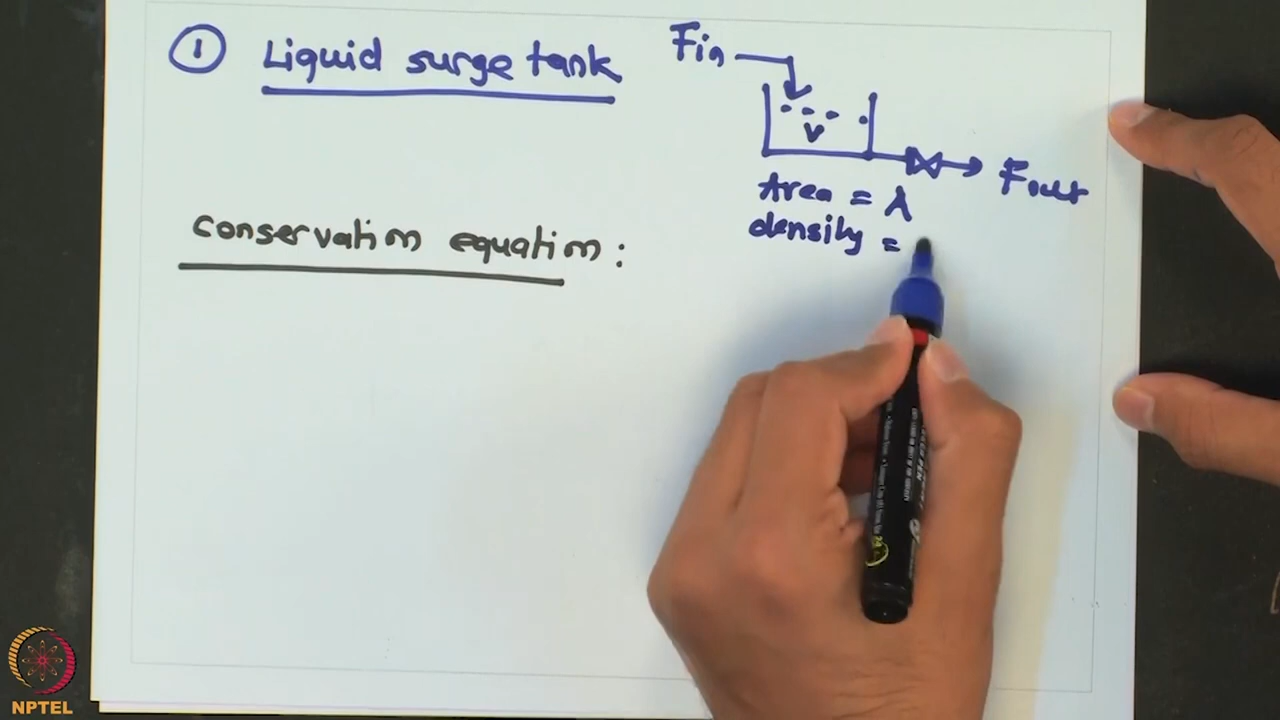 ① Liquid surge tank
Fin
V
Fout
Area = A
density =
Conservation equation:
NPTEL